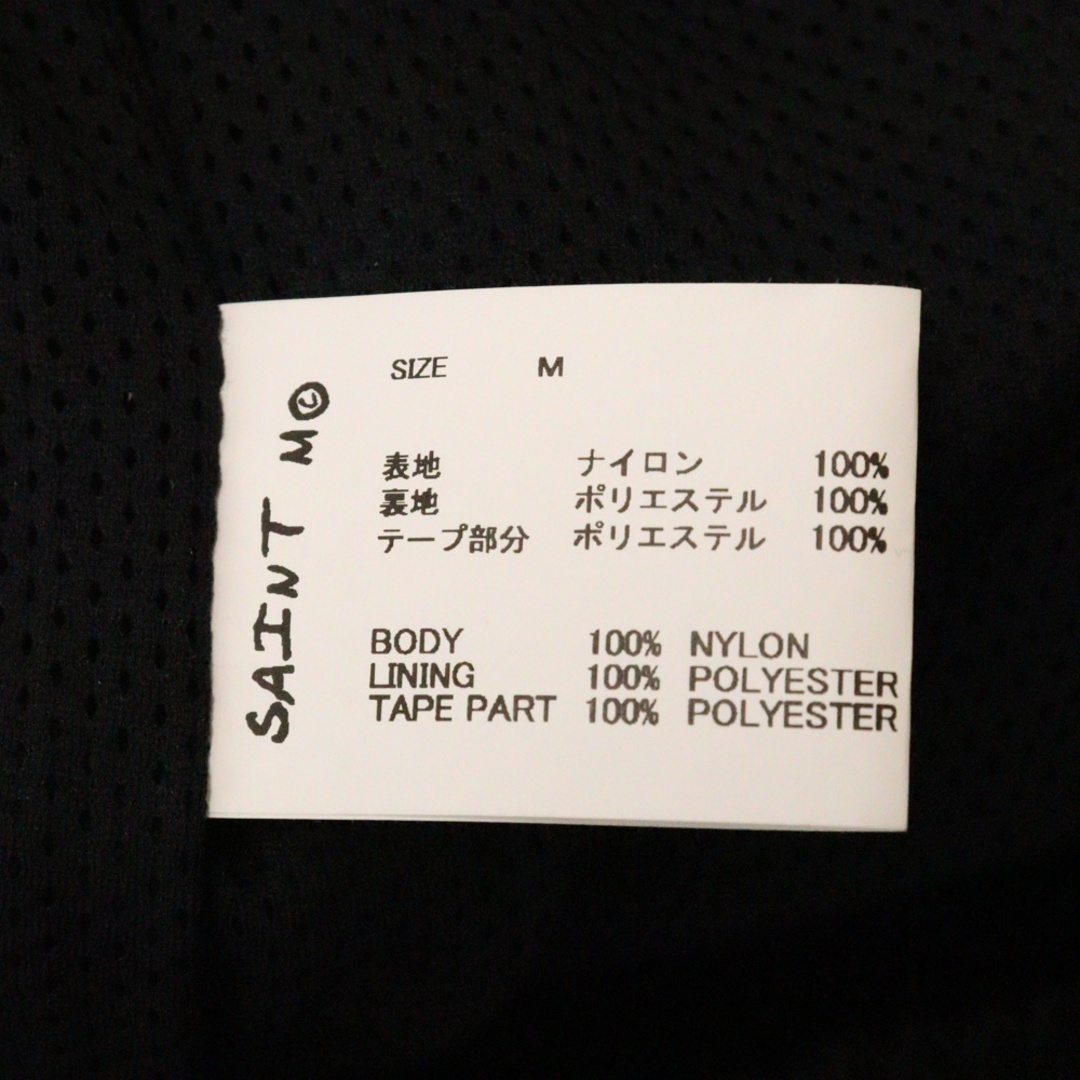 SAINT M©
SIZE M
表地 ナイロン 100%
裏地 ポリエステル 100%
テープ部分 ポリエステル 100%
BODY 100% NYLON
LINING 100% POLYESTER
TAPE PART 100% POLYESTER